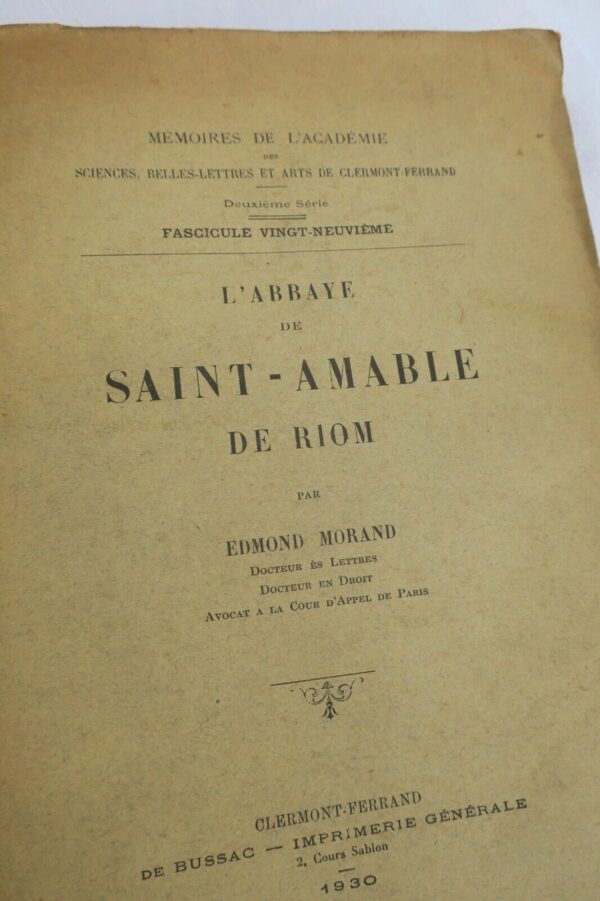 MÉMOIRES DE L'ACADÉMIE
DES
SCIENCES, BELLES-LETTRES ET ARTS DE CLERMONT-FERRAND
Deuxième Série
FASCICULE VINGT-NEUVIÈME
L'ABBAYE
DE
SAINT-AMABLE
DE RIOM
PAR
EDMOND MORAND
DOCTEUR ÈS LETTRES
DOCTEUR EN DROIT
AVOCAT A LA COUR D'APPEL DE PARIS
CLERMONT-FERRAND
DE BUSSAC — IMPRIMERIE GÉNÉRALE
2, Cours Sablon
1930